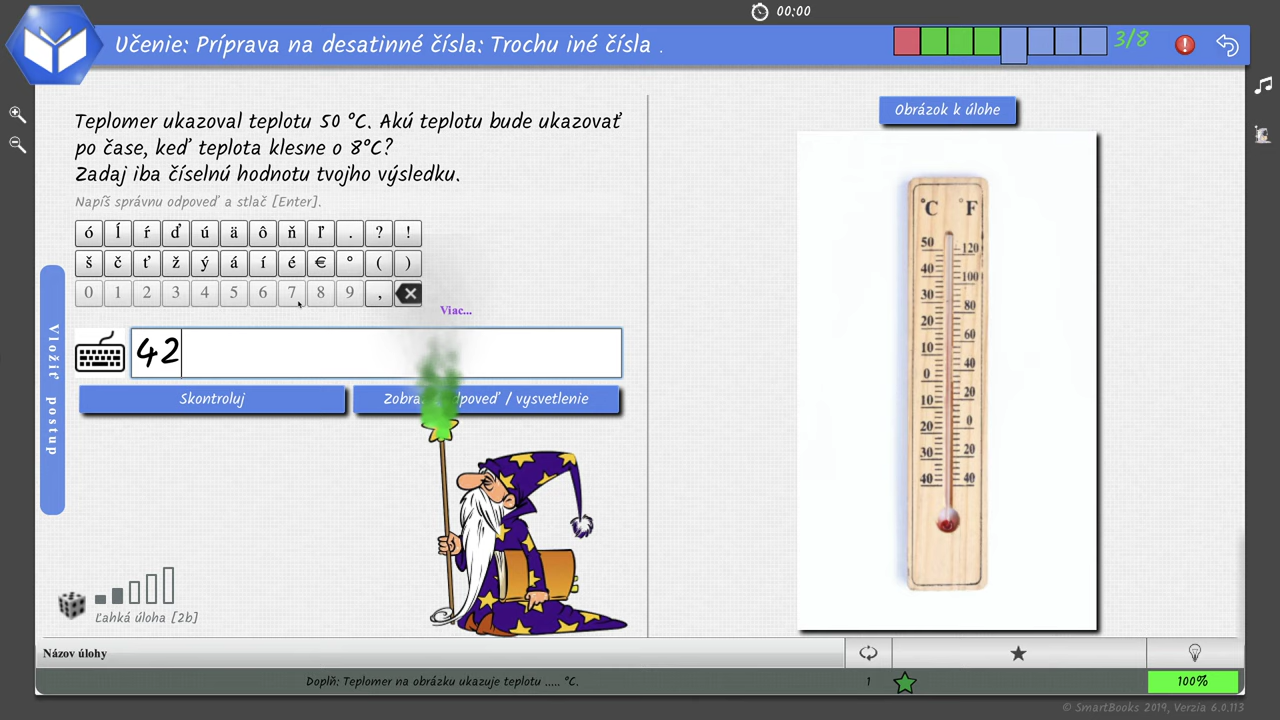 00:00
Učenie: Príprava na desatinné čísla: Trochu iné čísla .
3/8
Teplomer ukazoval teplotu 50 °C. Akú teplotu bude ukazovať
po čase, keď teplota klesne o 8°C?
Zadaj iba číselnú hodnotu tvojho výsledku.
Napíš správnu odpoveď a stlač [Enter].
ó ĺ ŕ ď ú ä ô ň ľ . ? !
š č ť ž ý á í é € ° ( )
0 1 2 3 4 5 6 7 8 9 ,
Viac...
42
Skontroluj
Vložiť postup
Ľahká úloha [2b]
Obrázok k úlohe
°C °F
50 120
40 100
30 80
20 60
10 40
0 20
10 0
20 20
30 40
40
Názov úlohy
Doplň: Teplomer na obrázku ukazuje teplotu ..... °C.
1
100%
© SmartBooks 2019, Verzia 6.0.113